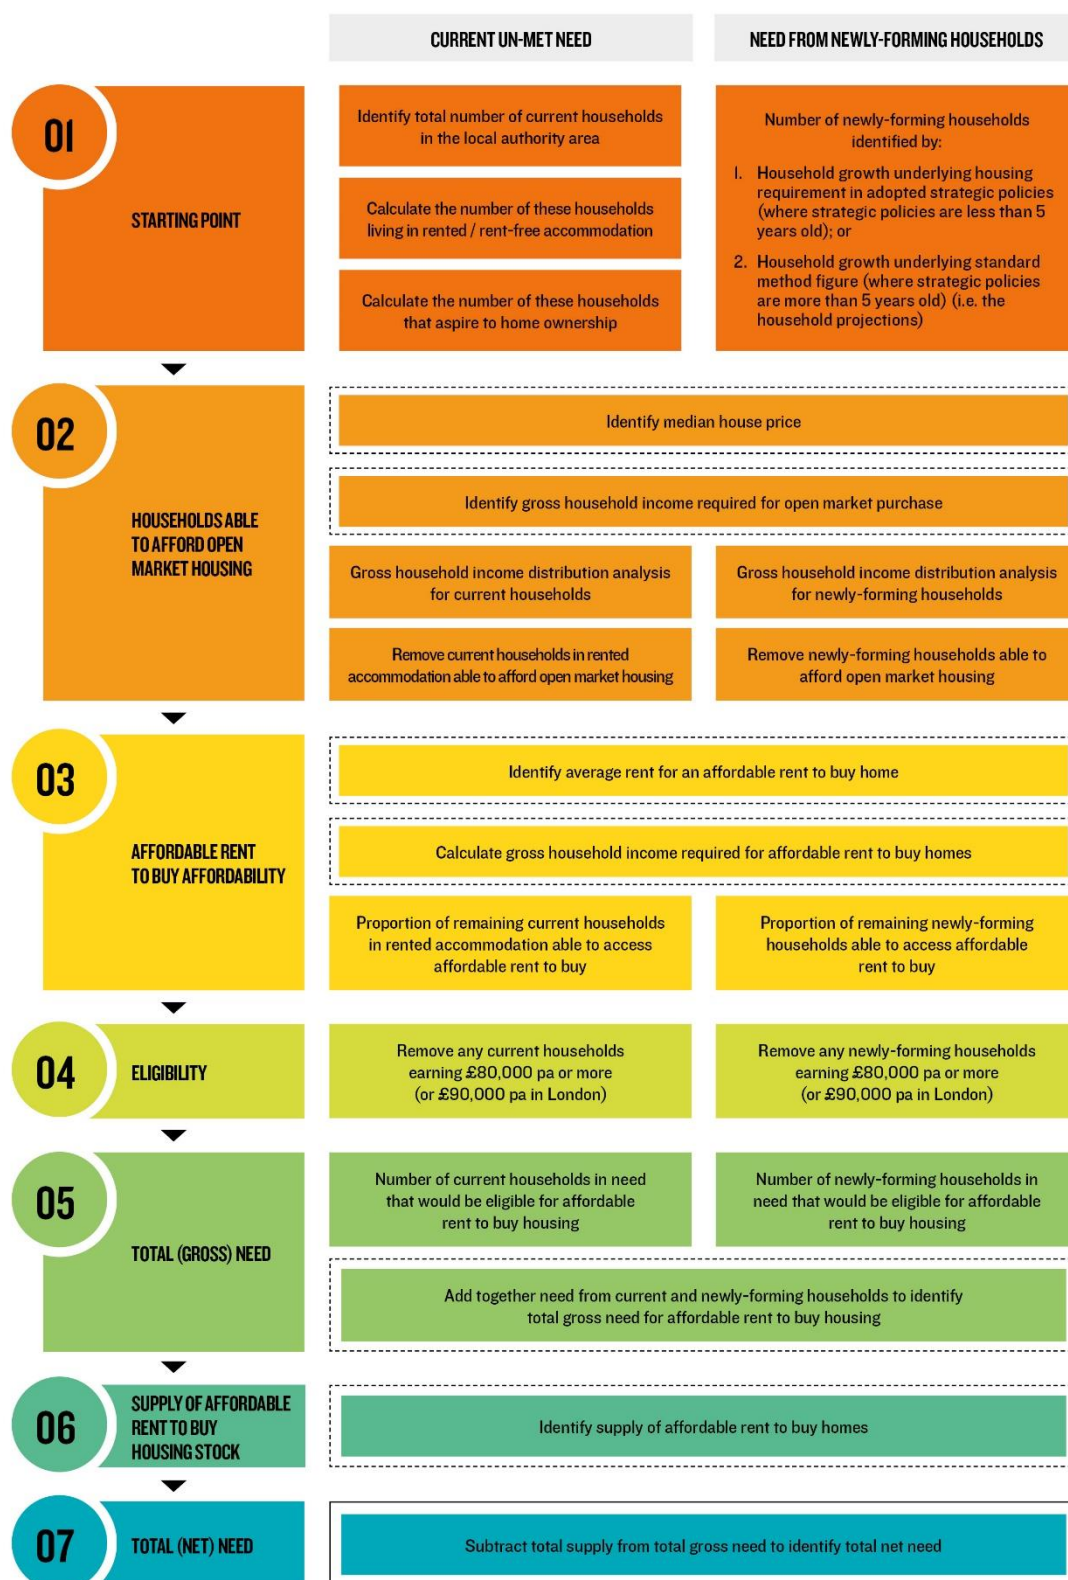 CURRENT UN-MET NEED
NEED FROM NEWLY-FORMING HOUSEHOLDS
01
STARTING POINT
Identify total number of current households
in the local authority area
Calculate the number of these households
living in rented / rent-free accommodation
Calculate the number of these households
that aspire to home ownership
Number of newly-forming households
identified by:
1. Household growth underlying housing
requirement in adopted strategic policies
(where strategic policies are less than 5
years old); or
2. Household growth underlying standard
method figure (where strategic policies
are more than 5 years old) (i.e. the
household projections)
02
HOUSEHOLDS ABLE
TO AFFORD OPEN
MARKET HOUSING
Identify median house price
Identify gross household income required for open market purchase
Gross household income distribution analysis
for current households
Gross household income distribution analysis
for newly-forming households
Remove current households in rented
accommodation able to afford open market housing
Remove newly-forming households able to
afford open market housing
03
AFFORDABLE RENT
TO BUY AFFORDABILITY
Identify average rent for an affordable rent to buy home
Calculate gross household income required for affordable rent to buy homes
Proportion of remaining current households
in rented accommodation able to access
affordable rent to buy
Proportion of remaining newly-forming
households able to access affordable
rent to buy
04
ELIGIBILITY
Remove any current households
earning £80,000 pa or more
(or £90,000 pa in London)
Remove any newly-forming households
earning £80,000 pa or more
(or £90,000 pa in London)
05
TOTAL (GROSS) NEED
Number of current households in need
that would be eligible for affordable
rent to buy housing
Number of newly-forming households in
need that would be eligible for affordable
rent to buy housing
Add together need from current and newly-forming households to identify
total gross need for affordable rent to buy housing
06
SUPPLY OF AFFORDABLE
RENT TO BUY
HOUSING STOCK
Identify supply of affordable rent to buy homes
07
TOTAL (NET) NEED
Subtract total supply from total gross need to identify total net need